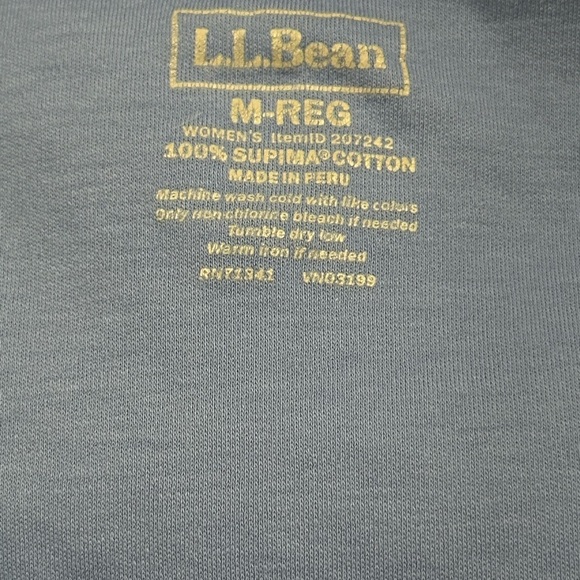 L.L.Bean
M-REG
WOMEN'S ItemID 207242
100% SUPIMA® COTTON
MADE IN PERU
Machine wash cold with like colors
Only non chlorine bleach if needed
Tumble dry low
Warm iron if needed
RN71341 VN03199